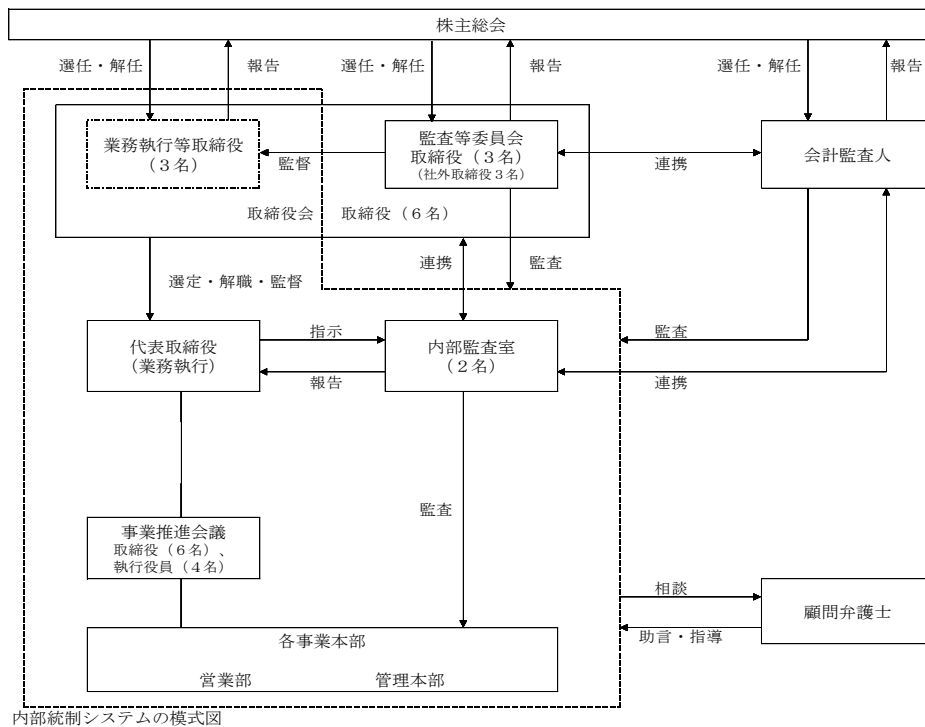 株主総会
選任・解任
報告
選任・解任
報告
選任・解任
報告
業務執行等取締役
（３名）
監督
監査等委員会
取締役（３名）
（社外取締役３名）
連携
会計監査人
取締役会　取締役（６名）
選定・解職・監督
連携
監査
代表取締役
（業務執行）
指示
報告
内部監査室
（２名）
監査
連携
監査
事業推進会議
取締役（６名）、
執行役員（４名）
相談
助言・指導
顧問弁護士
各事業本部
営業部　管理本部
内部統制システムの模式図